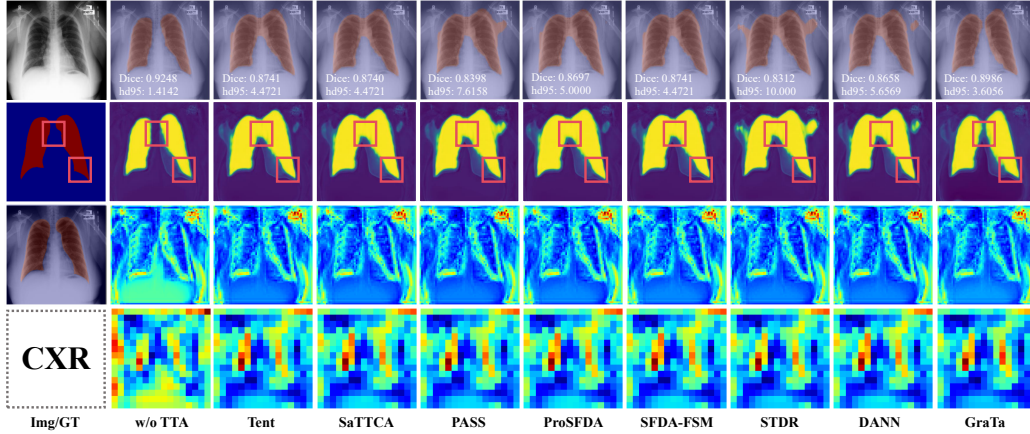 Dice: 0.9248
hd95: 1.4142
Dice: 0.8741
hd95: 4.4721
Dice: 0.8740
hd95: 4.4721
Dice: 0.8398
hd95: 7.6158
Dice: 0.8697
hd95: 5.0000
Dice: 0.8741
hd95: 4.4721
Dice: 0.8312
hd95: 10.000
Dice: 0.8658
hd95: 5.6569
Dice: 0.8986
hd95: 3.6056
CXR
Img/GT
w/o TTA
Tent
SaTTCA
PASS
ProSFDA
SFDA-FSM
STDR
DANN
GraTa